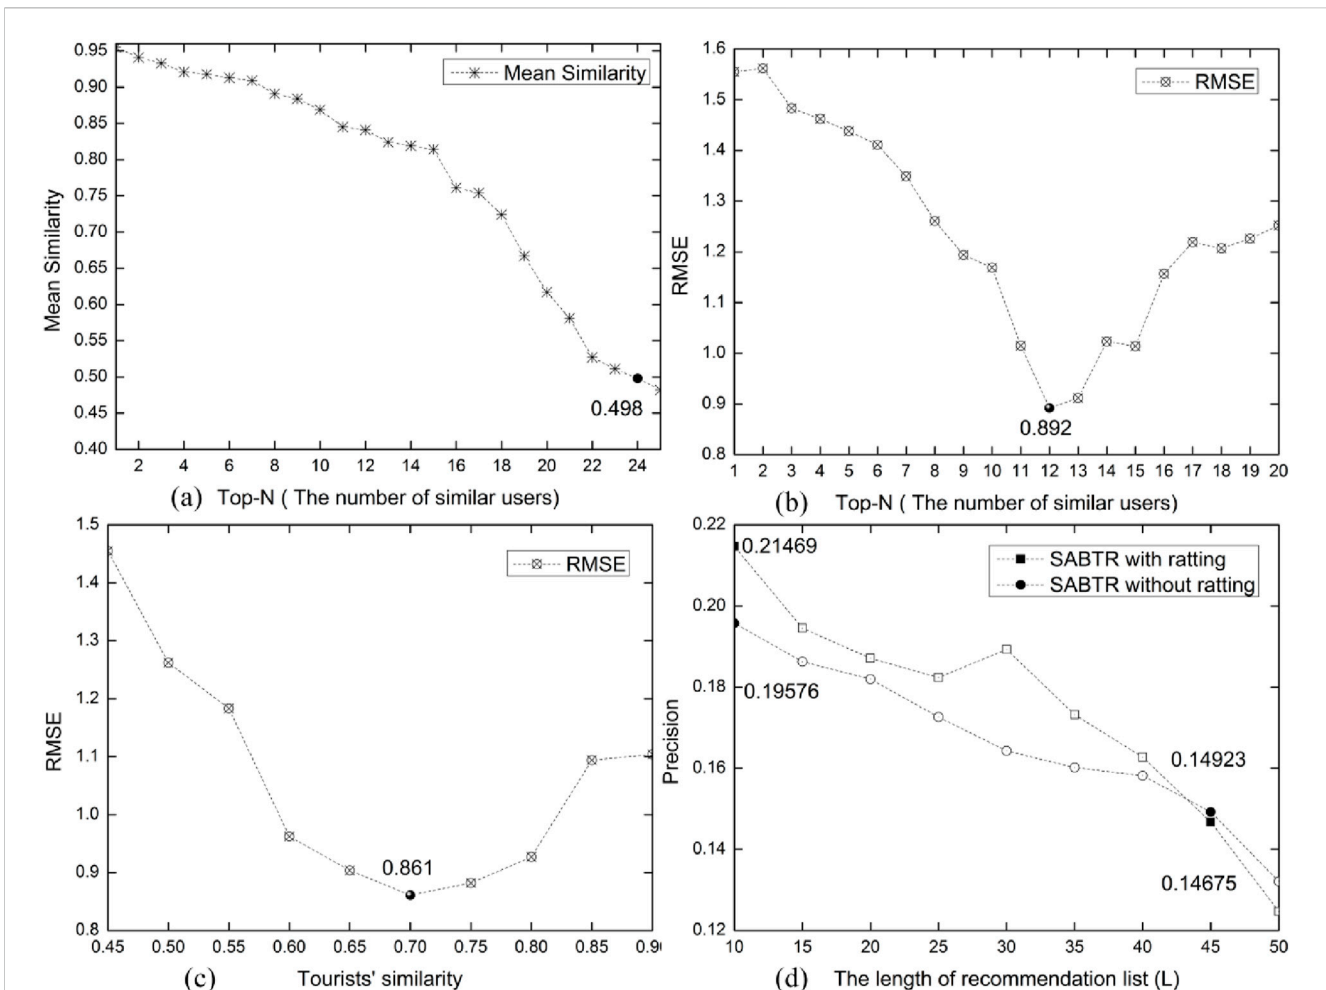 0.95
0.90
0.85
0.80
0.75
0.70
0.65
0.60
0.55
0.50
0.45
0.40
Mean Similarity
Mean Similarity
0.498
2 4 6 8 10 12 14 16 18 20 22 24
(a) Top-N ( The number of similar users)
1.6
1.5
1.4
1.3
1.2
1.1
1.0
0.9
0.8
RMSE
RMSE
0.892
1 2 3 4 5 6 7 8 9 10 11 12 13 14 15 16 17 18 19 20
(b) Top-N ( The number of similar users)
1.5
1.4
1.3
1.2
1.1
1.0
0.9
0.8
RMSE
RMSE
0.861
0.45 0.50 0.55 0.60 0.65 0.70 0.75 0.80 0.85 0.90
(c) Tourists' similarity
0.22
0.20
0.18
0.16
0.14
0.12
Precision
SABTR with ratting
SABTR without ratting
0.21469
0.19576
0.14923
0.14675
10 15 20 25 30 35 40 45 50
(d) The length of recommendation list (L)